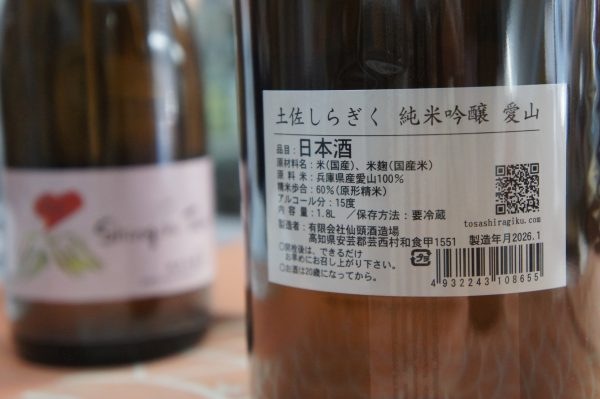 土佐しらぎく 純米吟醸 愛山
品目：日本酒
原材料名：米(国産)、米麹(国産米)
原料米：兵庫県産愛山100%
精米歩合：60%(原形精米)
アルコール分：15度
内容量：1.8L ／保存方法：要冷蔵
tosashiragiku.com
製造者：有限会社仙頭酒造場
高知県安芸郡芸西村和食甲1551
製造年月2026.1
○開栓後は、できるだけ
お早めにお召し上がり下さい。
○お酒は20歳になってから。
4932243108655